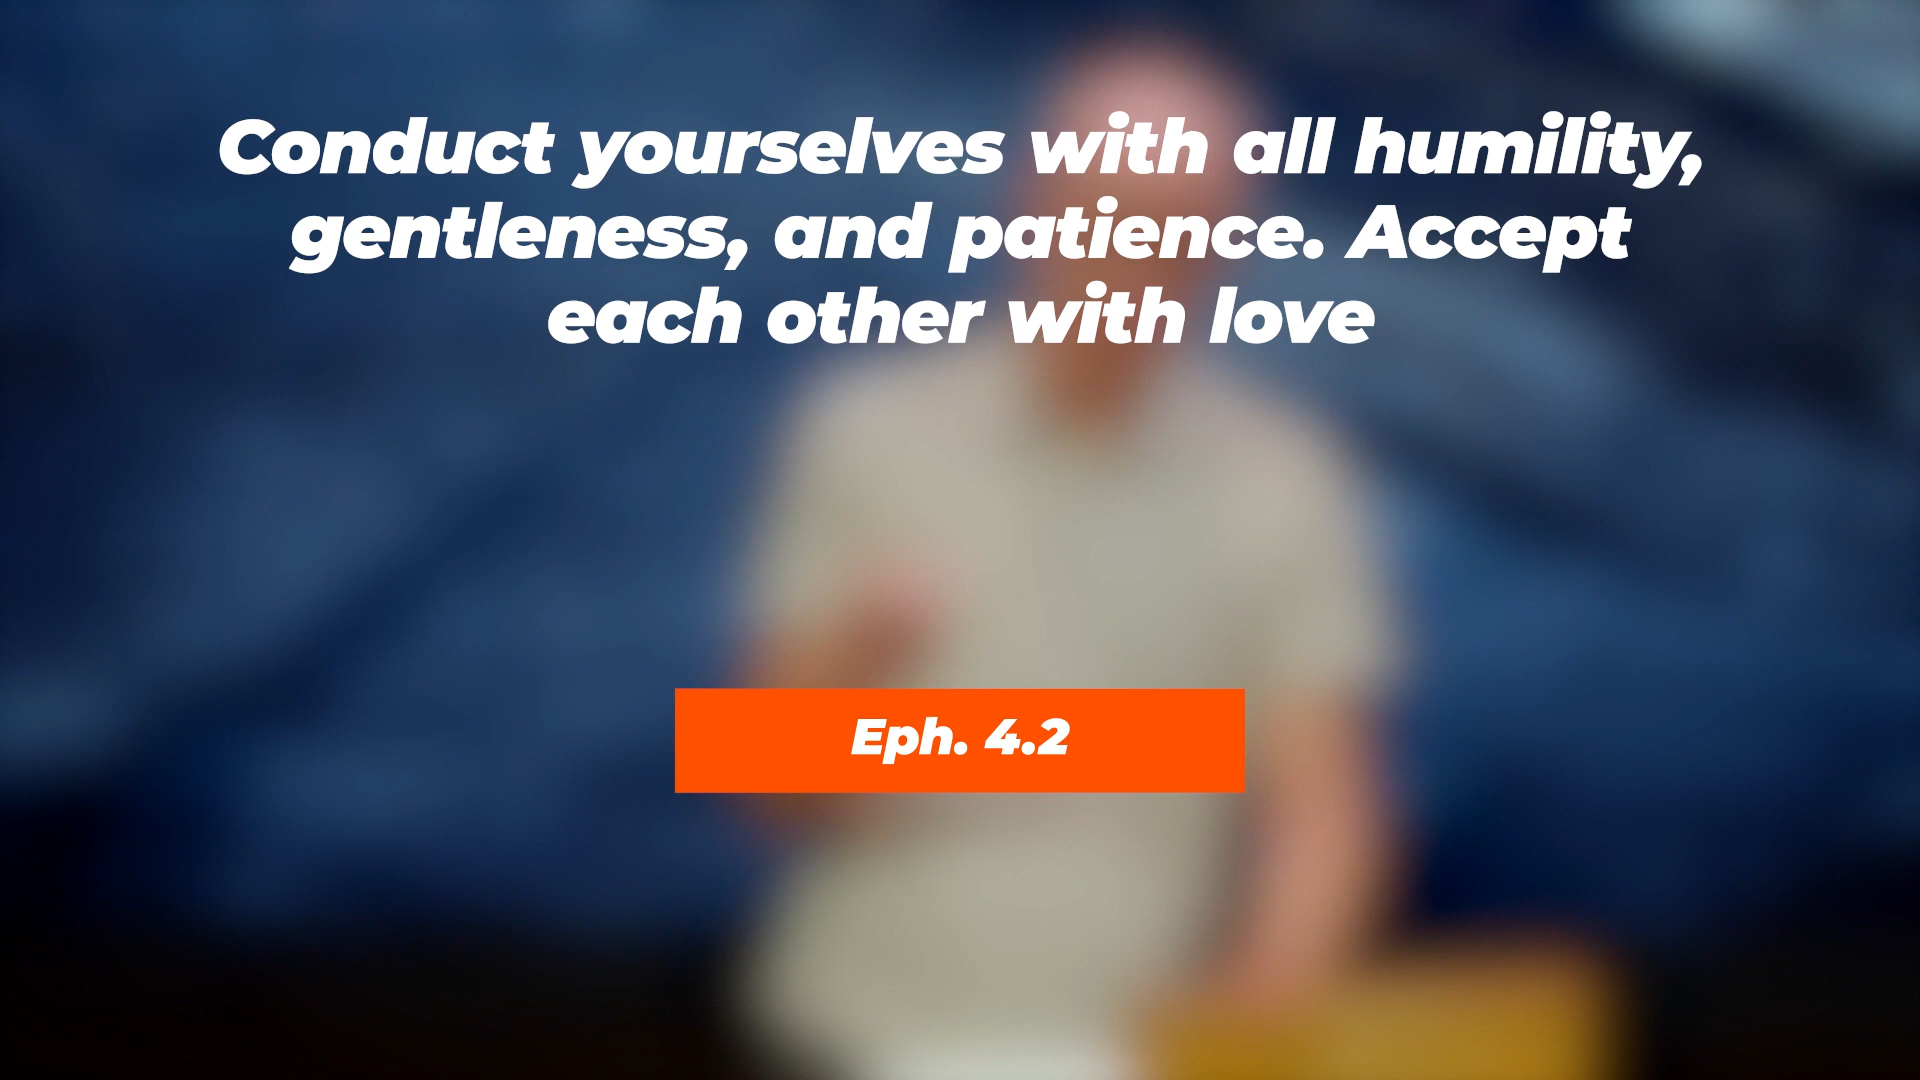 Conduct yourselves with all humility,
gentleness, and patience. Accept
each other with love
Eph. 4.2